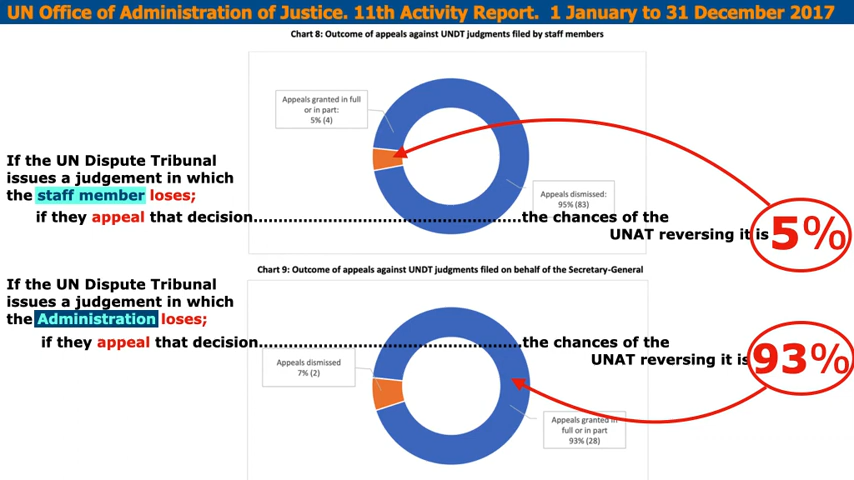 UN Office of Administration of Justice. 11th Activity Report. 1 January to 31 December 2017
Chart 8: Outcome of appeals against UNDT judgments filed by staff members
Appeals granted in full
or in part:
5% (4)
If the UN Dispute Tribunal
issues a judgement in which
the staff member loses;
Appeals dismissed:
95% (83)
if they appeal that decision..................................................the chances of the
UNAT reversing it is 5%
Chart 9: Outcome of appeals against UNDT judgments filed on behalf of the Secretary-General
If the UN Dispute Tribunal
issues a judgement in which
the Administration loses;
if they appeal that decision.................................................the chances of the
UNAT reversing it is 93%
Appeals dismissed
7% (2)
Appeals granted in
full or in part
93% (28)